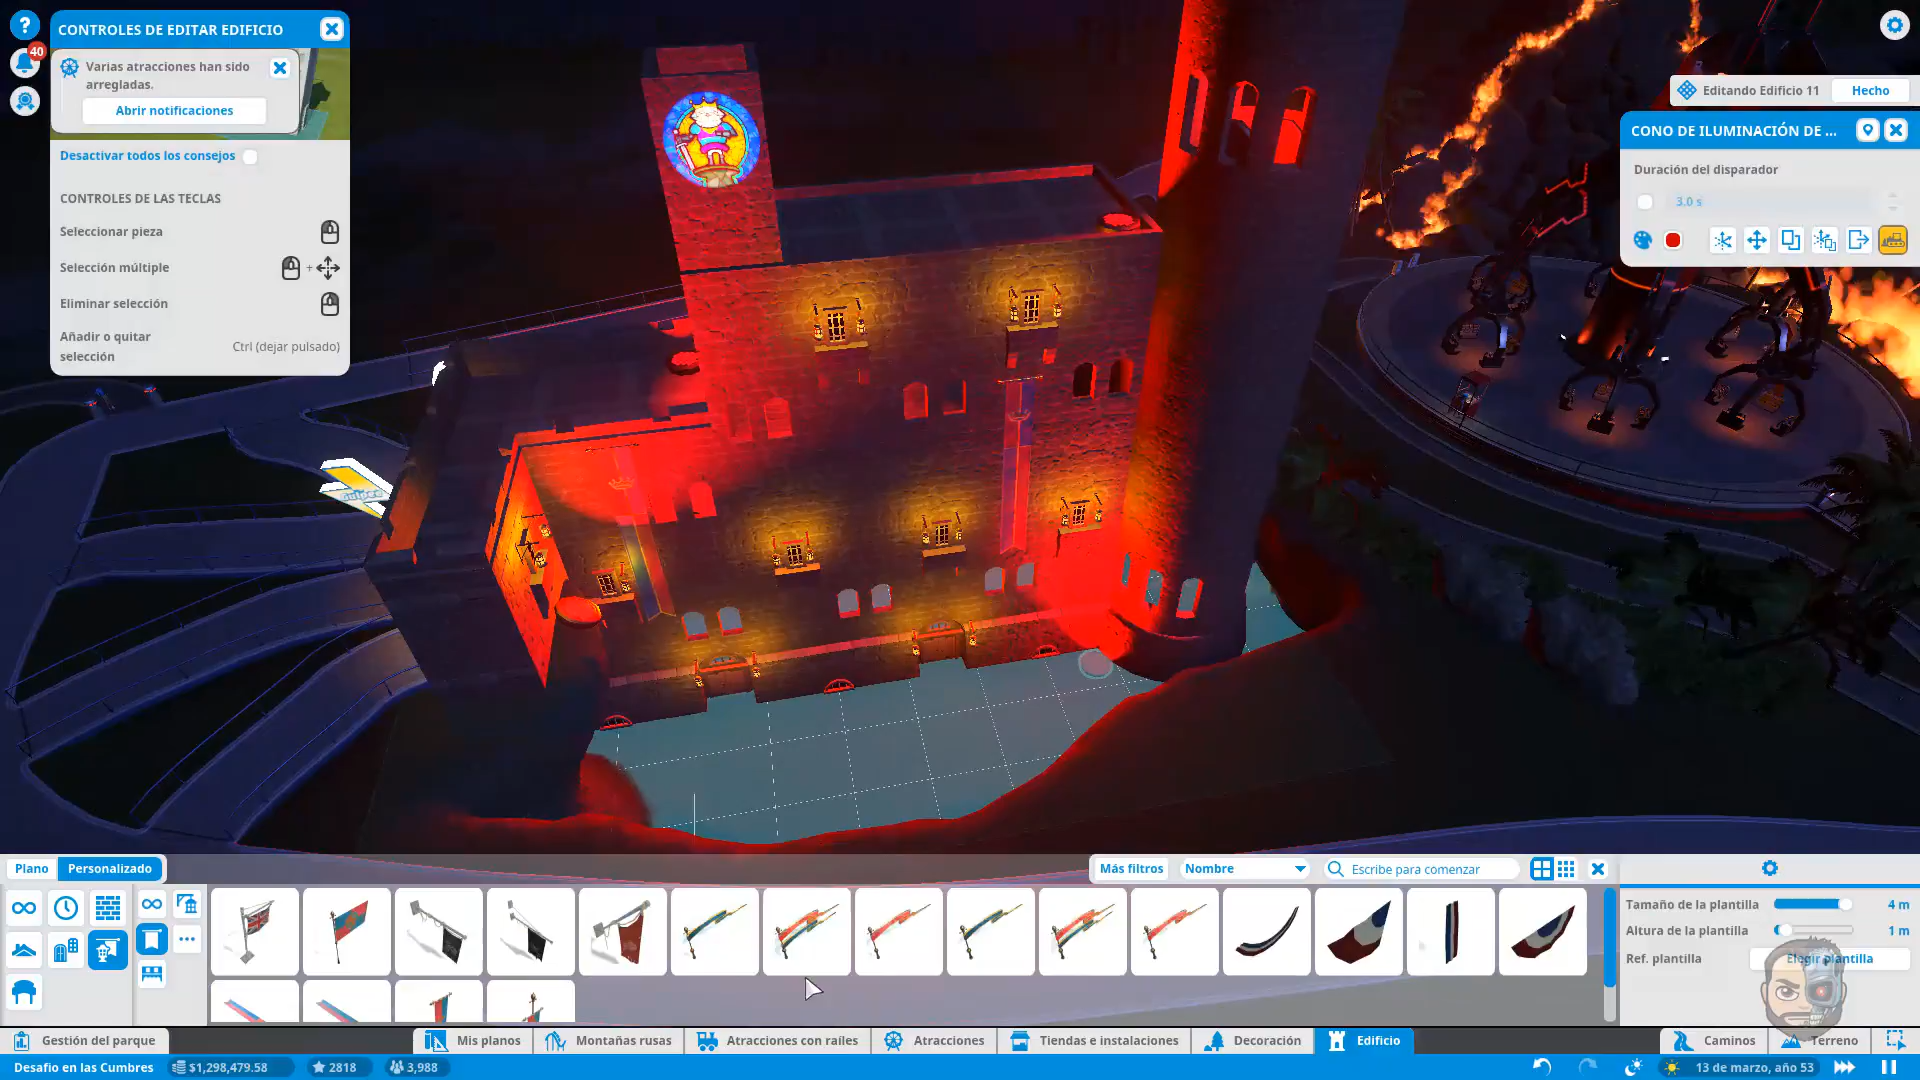 CONTROLES DE EDITAR EDIFICIO
40
Varias atracciones han sido
arregladas.
Abrir notificaciones
Desactivar todos los consejos
CONTROLES DE LAS TECLAS
Seleccionar pieza
Selección múltiple
+
Eliminar selección
Añadir o quitar
selección
Ctrl (dejar pulsado)
Editando Edificio 11
Hecho
CONO DE ILUMINACIÓN DE ...
Duración del disparador
3.0 s
Plano
Personalizado
Más filtros
Nombre
Escribe para comenzar
Tamaño de la plantilla
4 m
Altura de la plantilla
1 m
Ref. plantilla
Elegir plantilla
Gestión del parque
Mis planos
Montañas rusas
Atracciones con raíles
Atracciones
Tiendas e instalaciones
Decoración
Edificio
Caminos
Terreno
Desafio en las Cumbres
$1,298,479.58
2818
3,988
13 de marzo, año 53